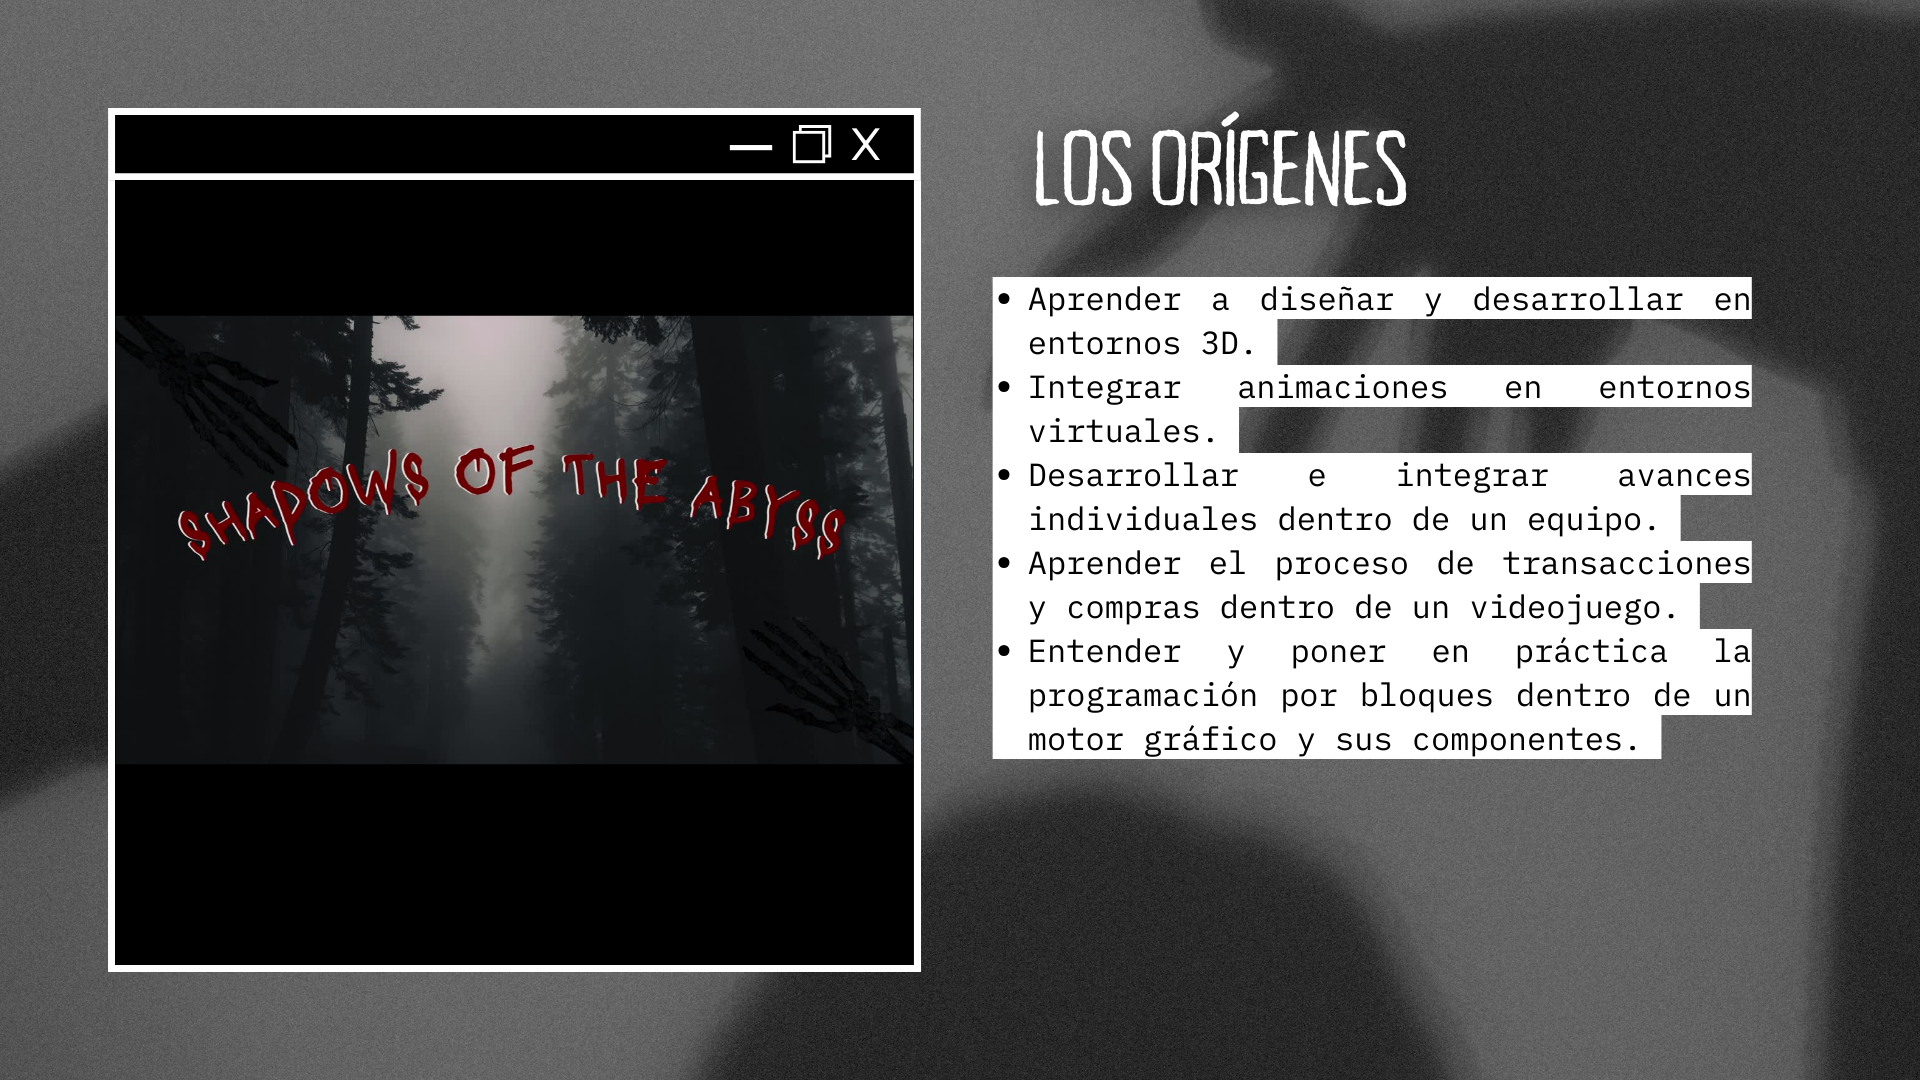 SHADOWS OF THE ABYSS
LOS ORÍGENES
• Aprender a diseñar y desarrollar en
entornos 3D.
• Integrar animaciones en entornos
virtuales.
• Desarrollar e integrar avances
individuales dentro de un equipo.
• Aprender el proceso de transacciones
y compras dentro de un videojuego.
• Entender y poner en práctica la
programación por bloques dentro de un
motor gráfico y sus componentes.